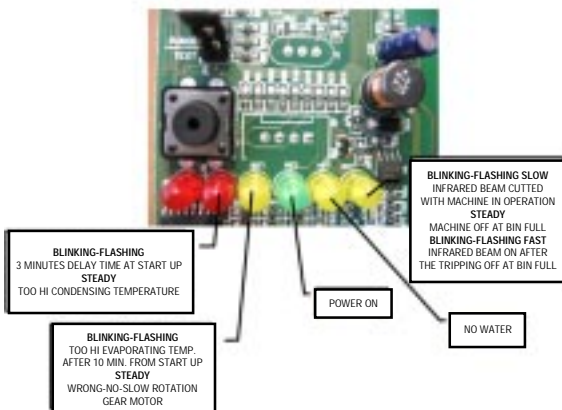 BLINKING-FLASHING SLOW
INFRARED BEAM CUTTED
WITH MACHINE IN OPERATION
STEADY
MACHINE OFF AT BIN FULL
BLINKING-FLASHING FAST
INFRARED BEAM ON AFTER
THE TRIPPING OFF AT BIN FULL
BLINKING-FLASHING
3 MINUTES DELAY TIME AT START UP
STEADY
TOO HI CONDENSING TEMPERATURE
POWER ON
NO WATER
BLINKING-FLASHING
TOO HI EVAPORATING TEMP.
AFTER 10 MIN. FROM START UP
STEADY
WRONG-NO-SLOW ROTATION
GEAR MOTOR